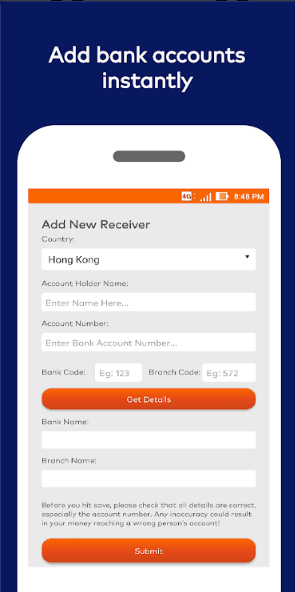 Add bank accounts
instantly
4G 8:48 PM
Add New Receiver
Country:
Hong Kong
Account Holder Name:
Enter Name Here...
Account Number:
Enter Bank Account Number...
Bank Code: Eg: 123 Branch Code: Eg: 572
Get Details
Bank Name:
Branch Name:
Before you hit save, please check that all details are correct,
especially the account number. Any inaccuracy could result
in your money reaching a wrong person's account!
Submit